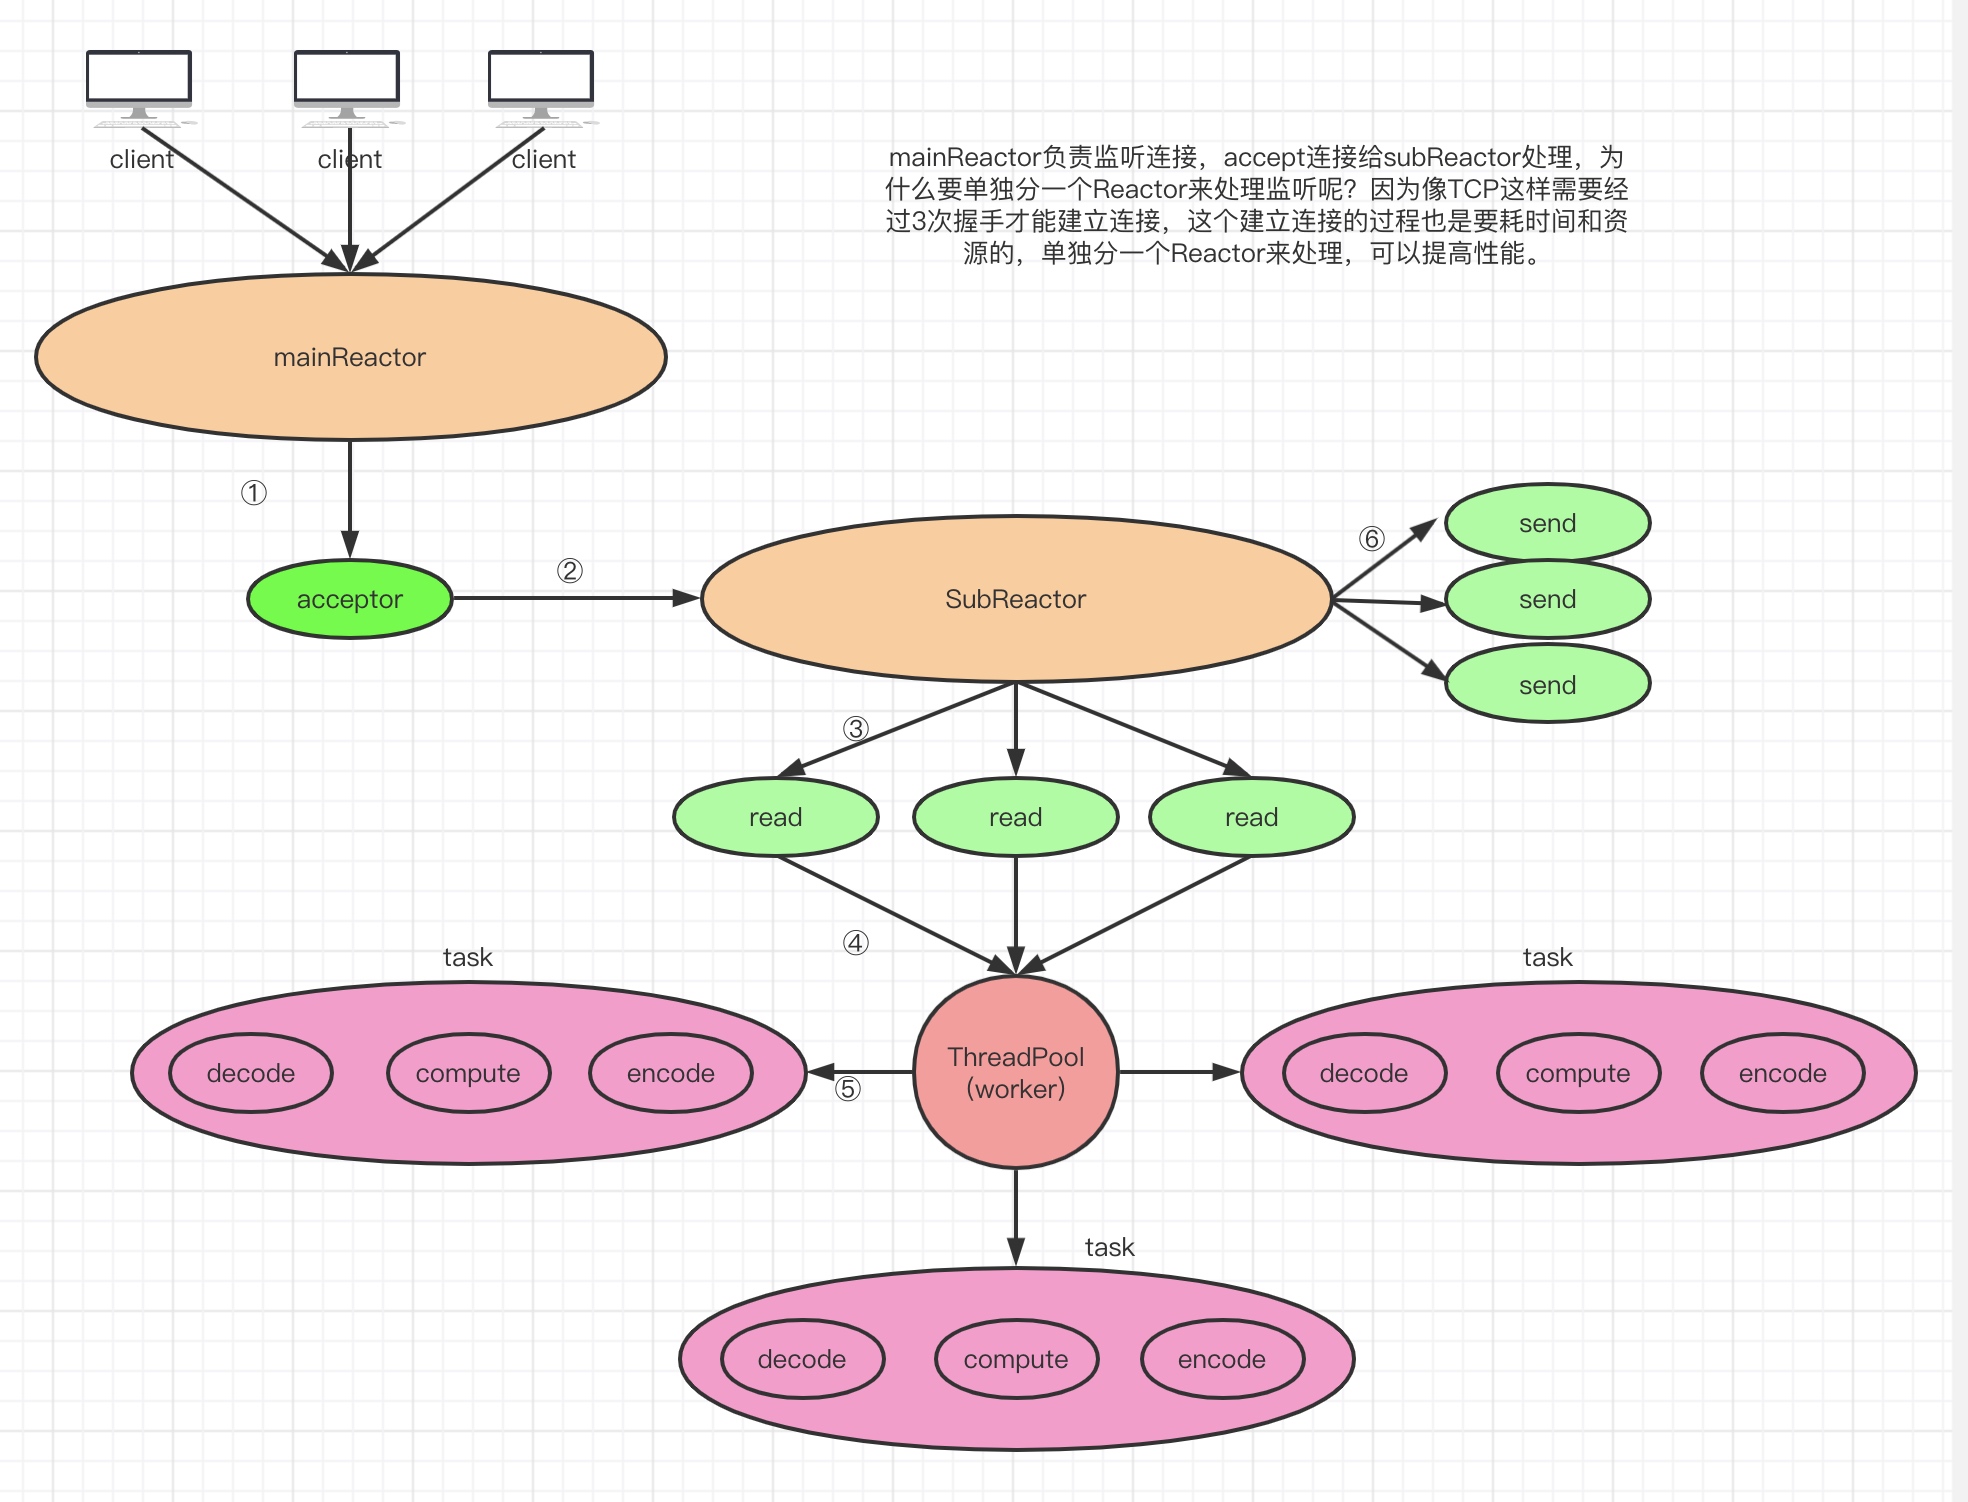 client
client
client
mainReactor负责监听连接，accept连接给subReactor处理，为
什么要单独分一个Reactor来处理监听呢？因为像TCP这样需要经
过3次握手才能建立连接，这个建立连接的过程也是要耗时间和资
源的，单独分一个Reactor来处理，可以提高性能。
mainReactor
①
acceptor
②
SubReactor
⑥
send
send
send
③
read
read
read
④
task
decode
compute
encode
⑤
ThreadPool
(worker)
task
decode
compute
encode
task
decode
compute
encode